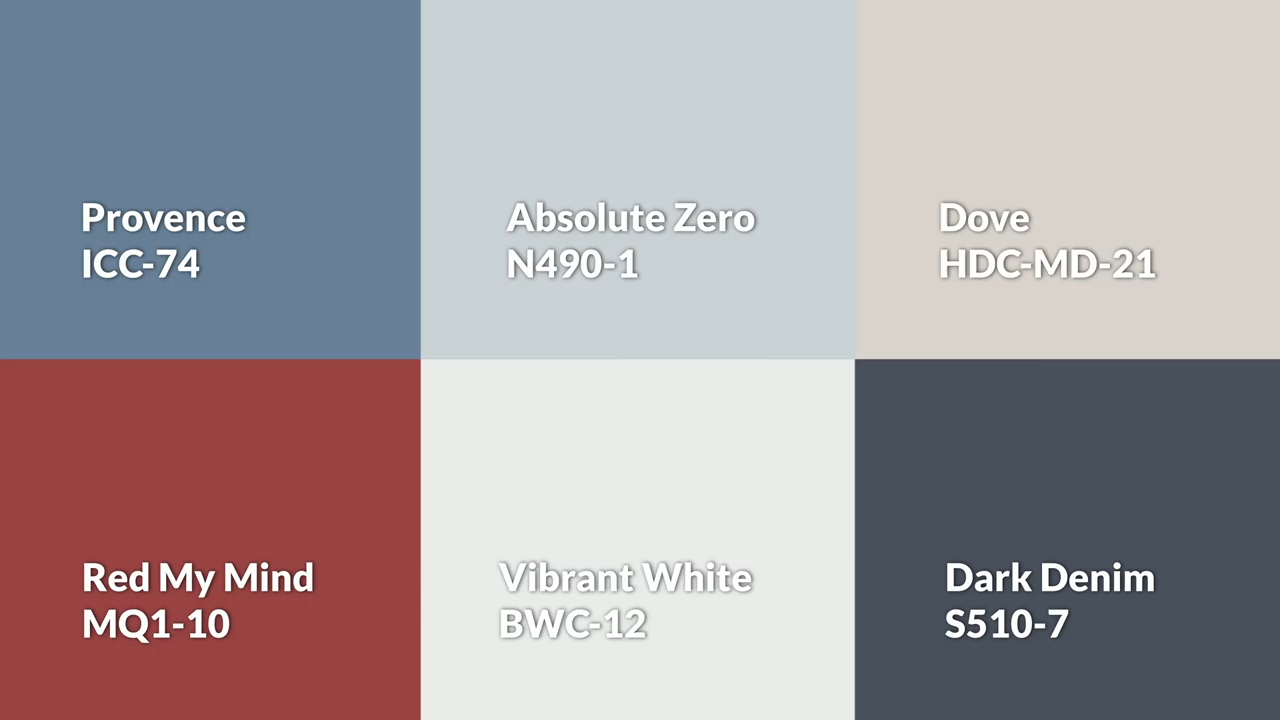 Provence
ICC-74
Absolute Zero
N490-1
Dove
HDC-MD-21
Red My Mind
MQ1-10
Vibrant White
BWC-12
Dark Denim
S510-7